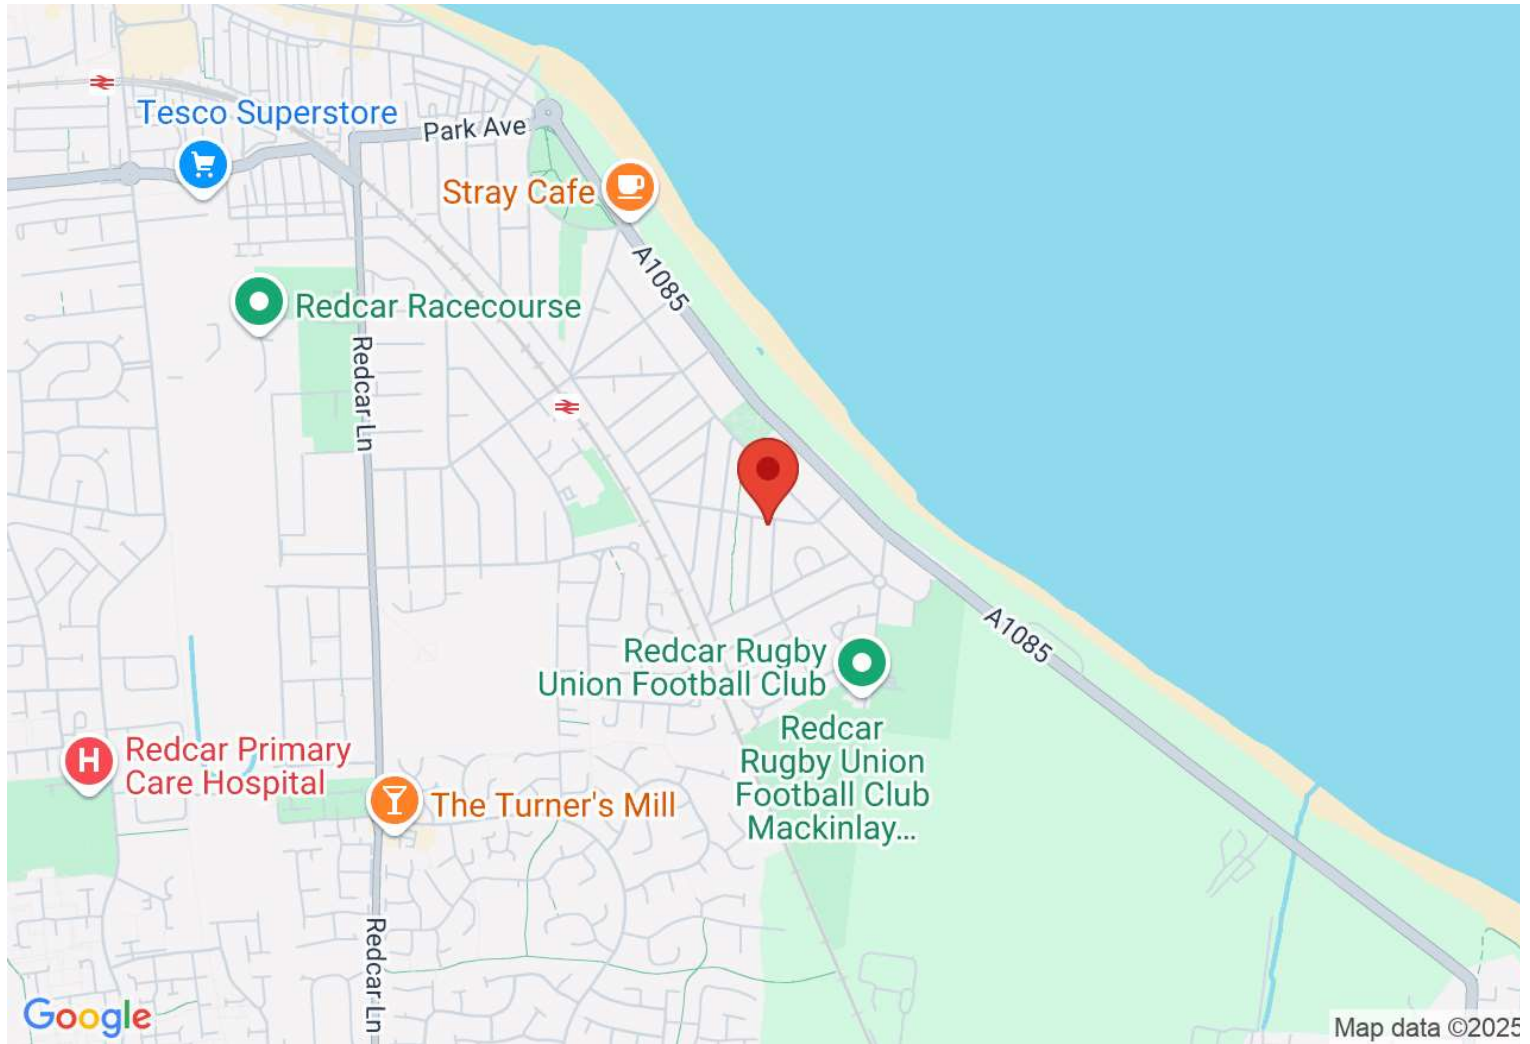 Tesco Superstore
Park Ave
Stray Cafe
A1085
Redcar Racecourse
Redcar Ln
A1085
Redcar Rugby
Union Football Club
Redcar
Rugby Union
Football Club
Mackinlay...
H
Redcar Primary
Care Hospital
The Turner's Mill
Redcar Ln
Google
Map data ©2025